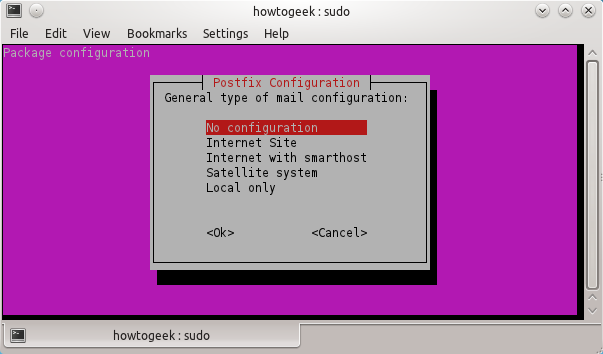 howtogeek : sudo
File Edit View Bookmarks Settings Help
Package configuration
Postfix Configuration
General type of mail configuration:
No configuration
Internet Site
Internet with smarthost
Satellite system
Local only
<Ok> <Cancel>
howtogeek : sudo